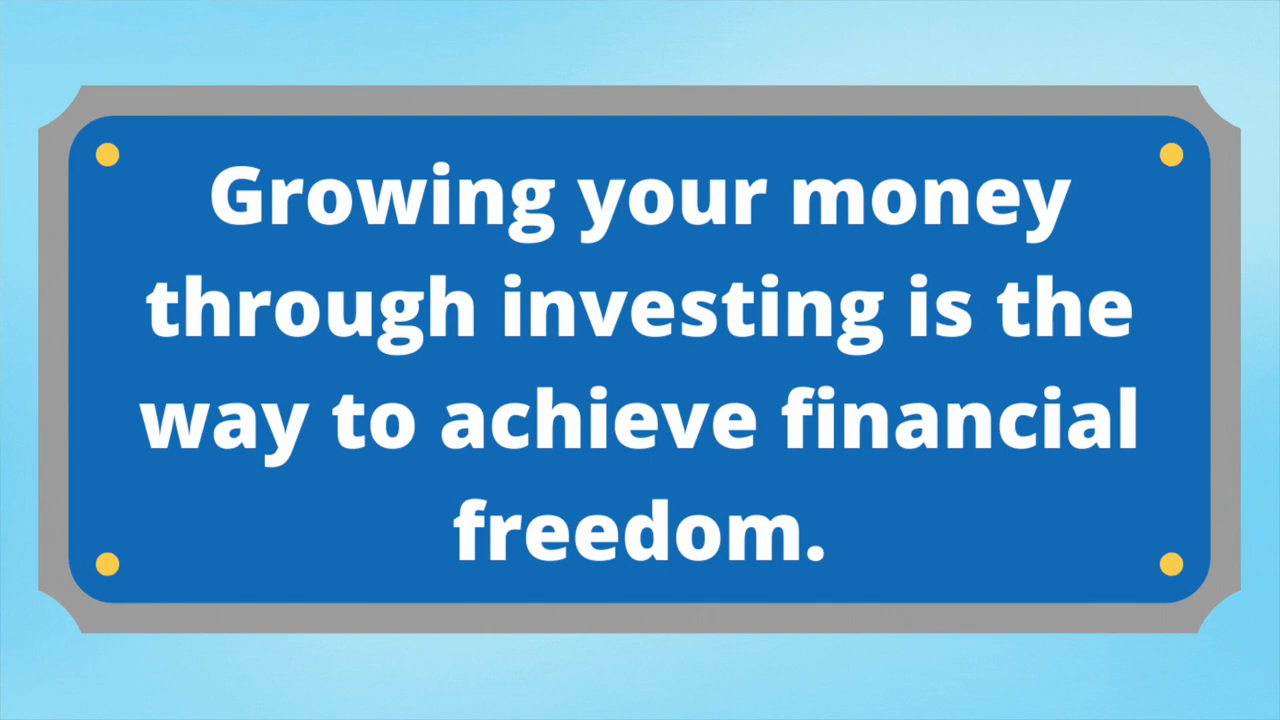 Growing your money
through investing is the
way to achieve financial
freedom.